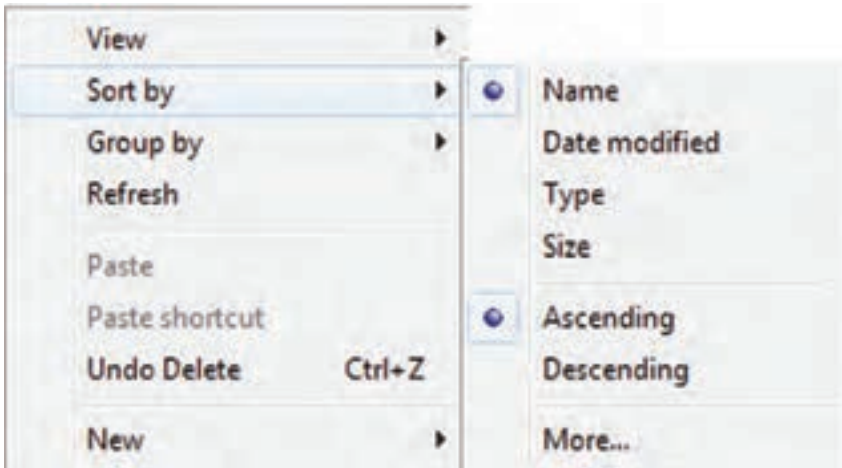 View
Sort by
Group by
Refresh
Paste
Paste shortcut
Undo Delete Ctrl+Z
New
Name
Date modified
Type
Size
Ascending
Descending
More...